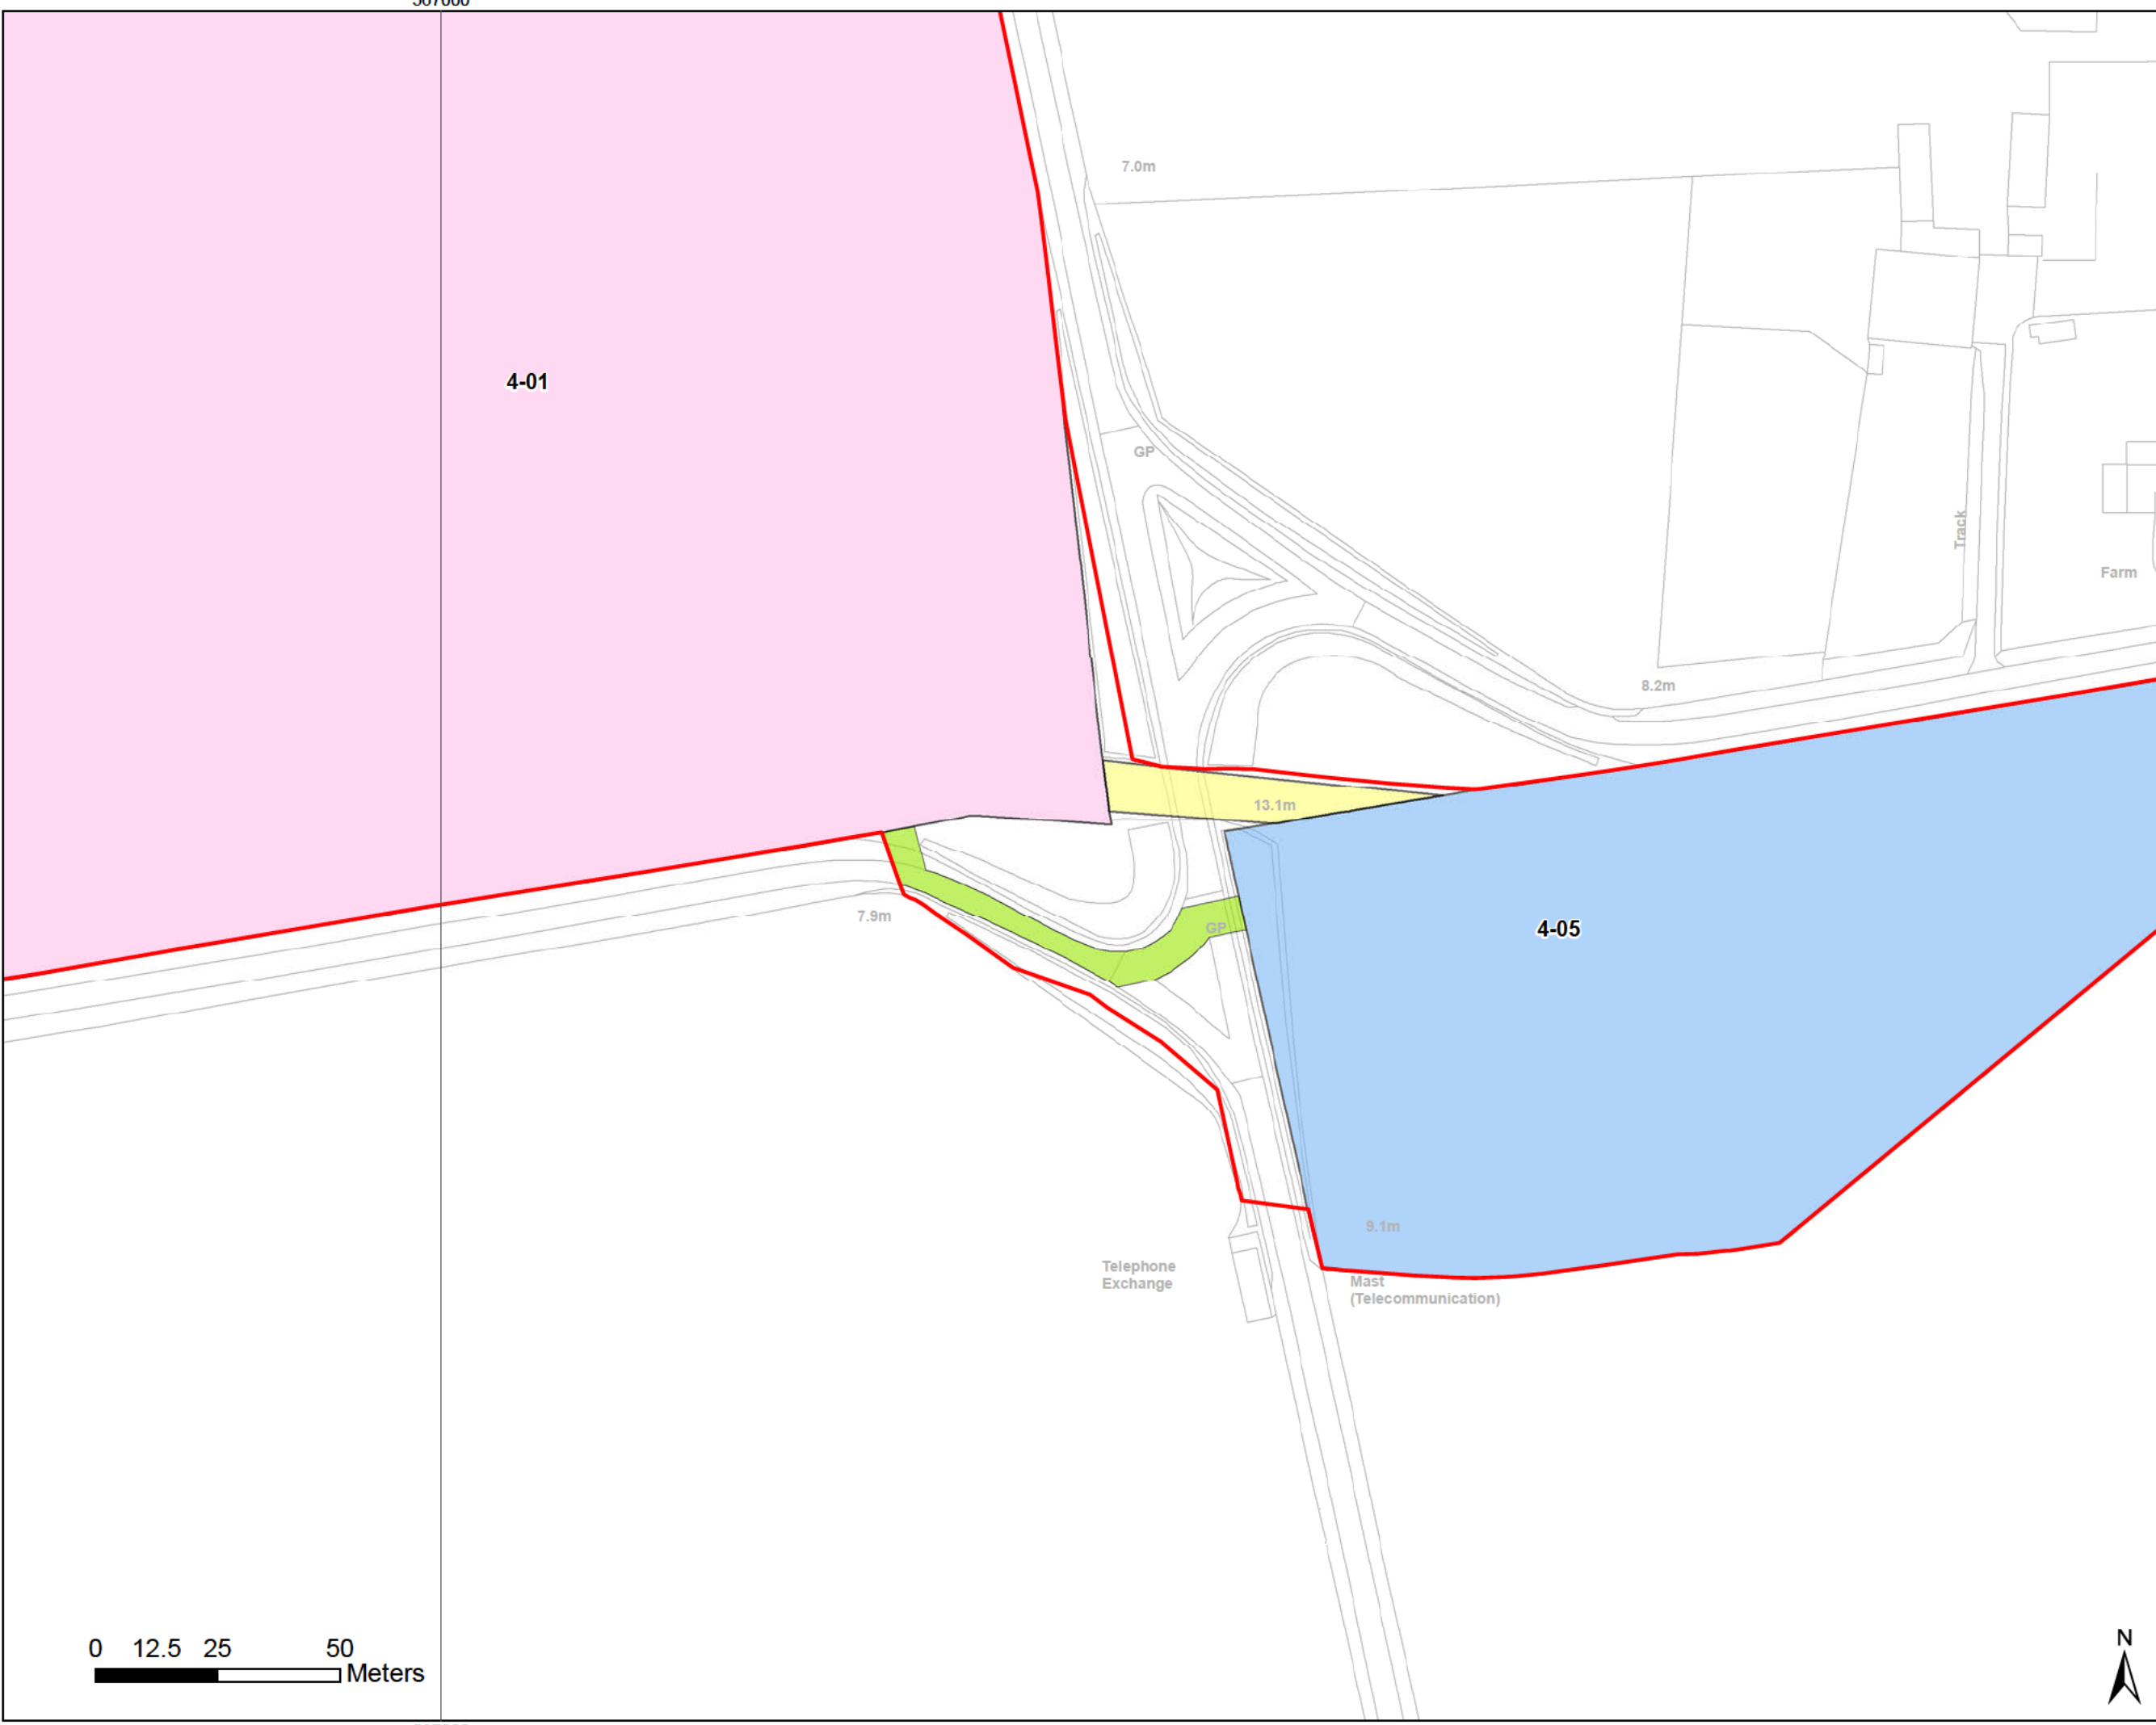 7.0m
4-01
GP
Track
Farm
8.2m
13.1m
7.9m
GP
4-05
9.1m
Telephone
Exchange
Mast
(Telecommunication)
0 12.5 25 50
Meters
N